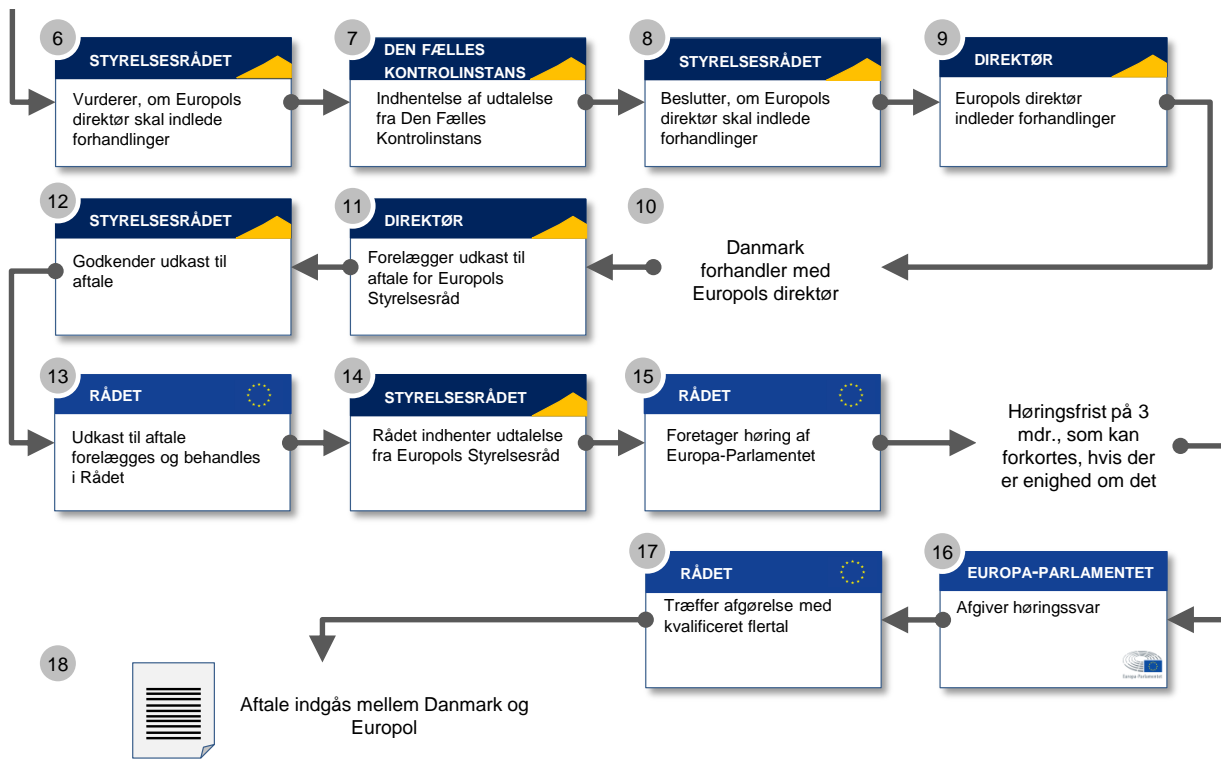 6
STYRELSESRÅDET
Vurderer, om Europols
direktør skal indlede
forhandlinger
7
DEN FÆLLES
KONTROLINSTANS
Indhentelse af udtalelse
fra Den Fælles
Kontrolinstans
8
STYRELSESRÅDET
Beslutter, om Europols
direktør skal indlede
forhandlinger
9
DIREKTØR
Europols direktør
indleder forhandlinger
10
Danmark
forhandler med
Europols direktør
11
DIREKTØR
Forelægger udkast til
aftale for Europols
Styrelsesråd
12
STYRELSESRÅDET
Godkender udkast til
aftale
13
RÅDET
Udkast til aftale
forelægges og behandles
i Rådet
14
STYRELSESRÅDET
Rådet indhenter udtalelse
fra Europols Styrelsesråd
15
RÅDET
Foretager høring af
Europa-Parlamentet
Høringsfrist på 3
mdr., som kan
forkortes, hvis der
er enighed om det
16
EUROPA-PARLAMENTET
Afgiver høringssvar
Europa-Parlamentet
17
RÅDET
Træffer afgørelse med
kvalificeret flertal
18
Aftale indgås mellem Danmark og
Europol